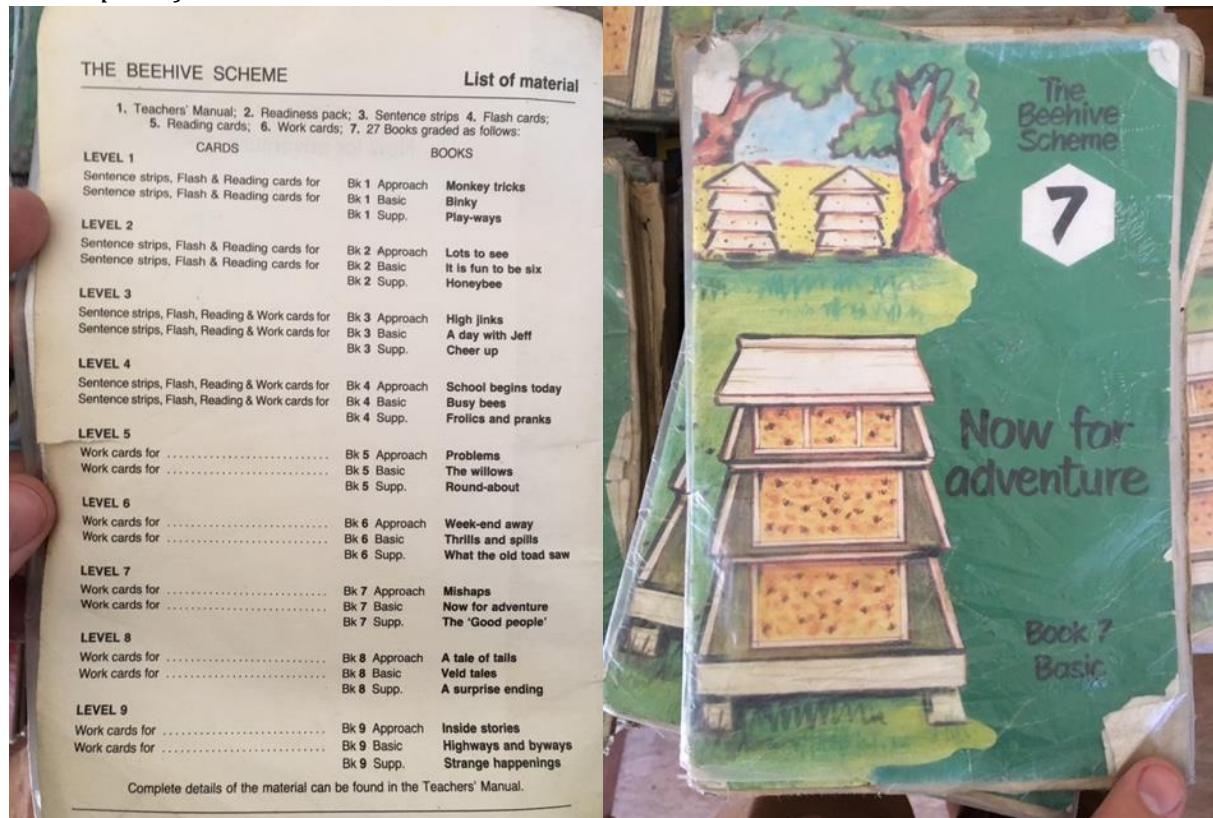 THE BEEHIVE SCHEME List of material
1. Teachers' Manual; 2. Readiness pack; 3. Sentence strips 4. Flash cards;
5. Reading cards; 6. Work cards; 7. 27 Books graded as follows:
CARDS BOOKS
LEVEL 1
Sentence strips, Flash & Reading cards for Bk 1 Approach Monkey tricks
Sentence strips, Flash & Reading cards for Bk 1 Basic Binky
Bk 1 Supp. Play-ways
LEVEL 2
Sentence strips, Flash & Reading cards for Bk 2 Approach Lots to see
Sentence strips, Flash & Reading cards for Bk 2 Basic It is fun to be six
Bk 2 Supp. Honeybee
LEVEL 3
Sentence strips, Flash, Reading & Work cards for Bk 3 Approach High jinks
Sentence strips, Flash, Reading & Work cards for Bk 3 Basic A day with Jeff
Bk 3 Supp. Cheer up
LEVEL 4
Sentence strips, Flash, Reading & Work cards for Bk 4 Approach School begins today
Sentence strips, Flash, Reading & Work cards for Bk 4 Basic Busy bees
Bk 4 Supp. Frolics and pranks
LEVEL 5
Work cards for ............................ Bk 5 Approach Problems
Work cards for ............................ Bk 5 Basic The willows
Bk 5 Supp. Round-about
LEVEL 6
Work cards for ............................ Bk 6 Approach Week-end away
Work cards for ............................ Bk 6 Basic Thrills and spills
Bk 6 Supp. What the old toad saw
LEVEL 7
Work cards for ............................ Bk 7 Approach Mishaps
Work cards for ............................ Bk 7 Basic Now for adventure
Bk 7 Supp. The 'Good people'
LEVEL 8
Work cards for ............................ Bk 8 Approach A tale of tails
Work cards for ............................ Bk 8 Basic Veld tales
Bk 8 Supp. A surprise ending
LEVEL 9
Work cards for ............................ Bk 9 Approach Inside stories
Work cards for ............................ Bk 9 Basic Highways and byways
Bk 9 Supp. Strange happenings
Complete details of the material can be found in the Teachers' Manual.
The
Beehive
Scheme
7
Now for
adventure
Book 7
Basic